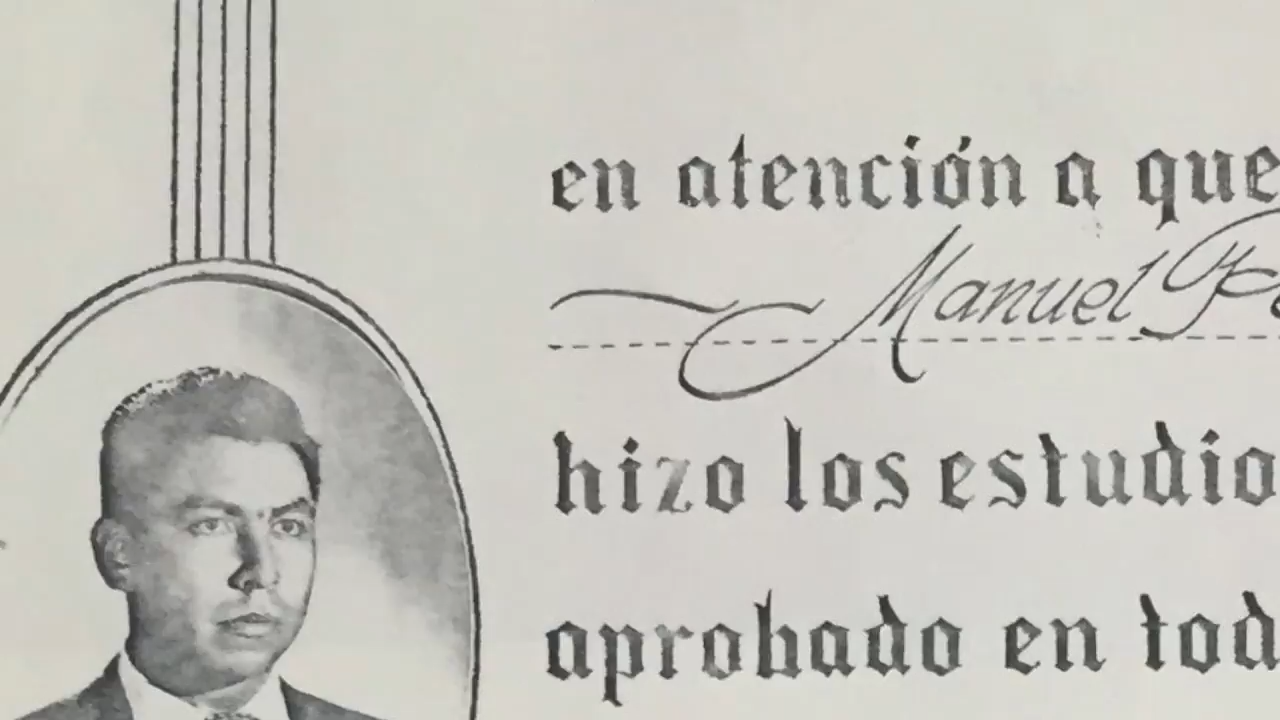 en atención a que
Manuel
hizo los estudio
aprobado en tod